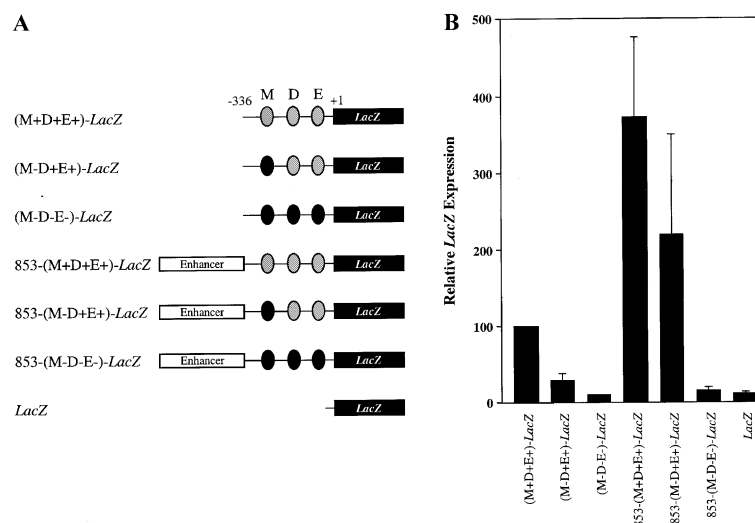 A
-336 M D E +1
(M+D+E+)-LacZ LacZ
(M-D+E+)-LacZ LacZ
(M-D-E-)-LacZ LacZ
853-(M+D+E+)-LacZ Enhancer LacZ
853-(M-D+E+)-LacZ Enhancer LacZ
853-(M-D-E-)-LacZ Enhancer LacZ
LacZ LacZ
B
Relative LacZ Expression
500
400
300
200
100
0
(M+D+E+)-LacZ
(M-D+E+)-LacZ
(M-D-E-)-LacZ
853-(M+D+E+)-LacZ
853-(M-D+E+)-LacZ
853-(M-D-E-)-LacZ
LacZ